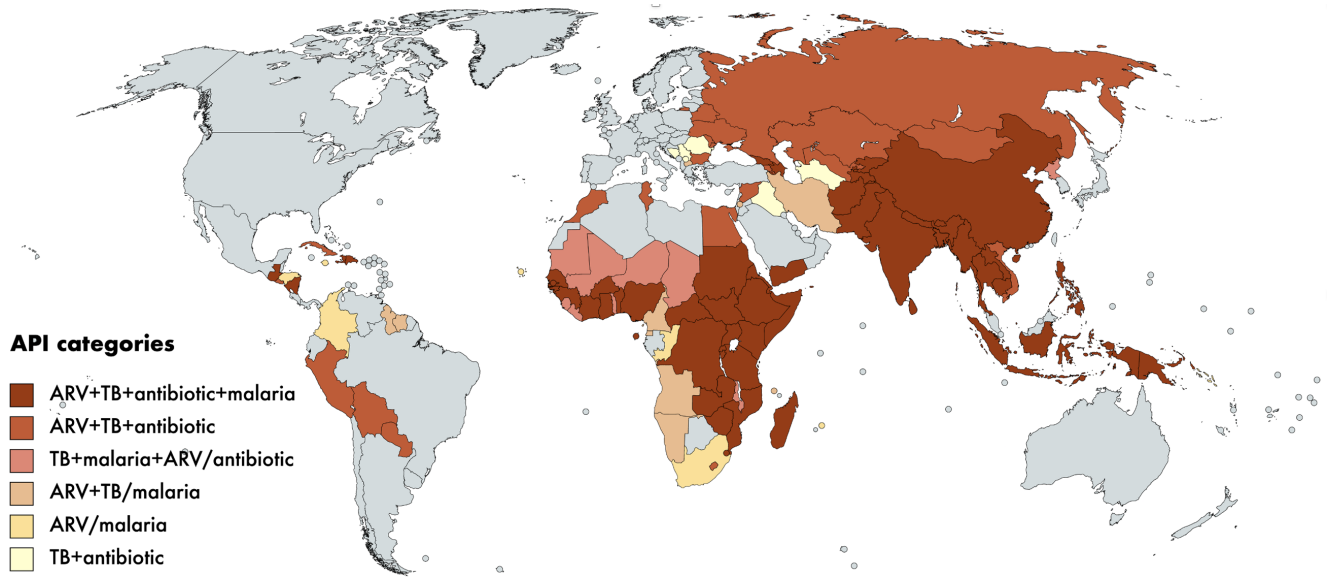 API categories
ARV+TB+antibiotic+malaria
ARV+TB+antibiotic
TB+malaria+ARV/antibiotic
ARV+TB/malaria
ARV/malaria
TB+antibiotic